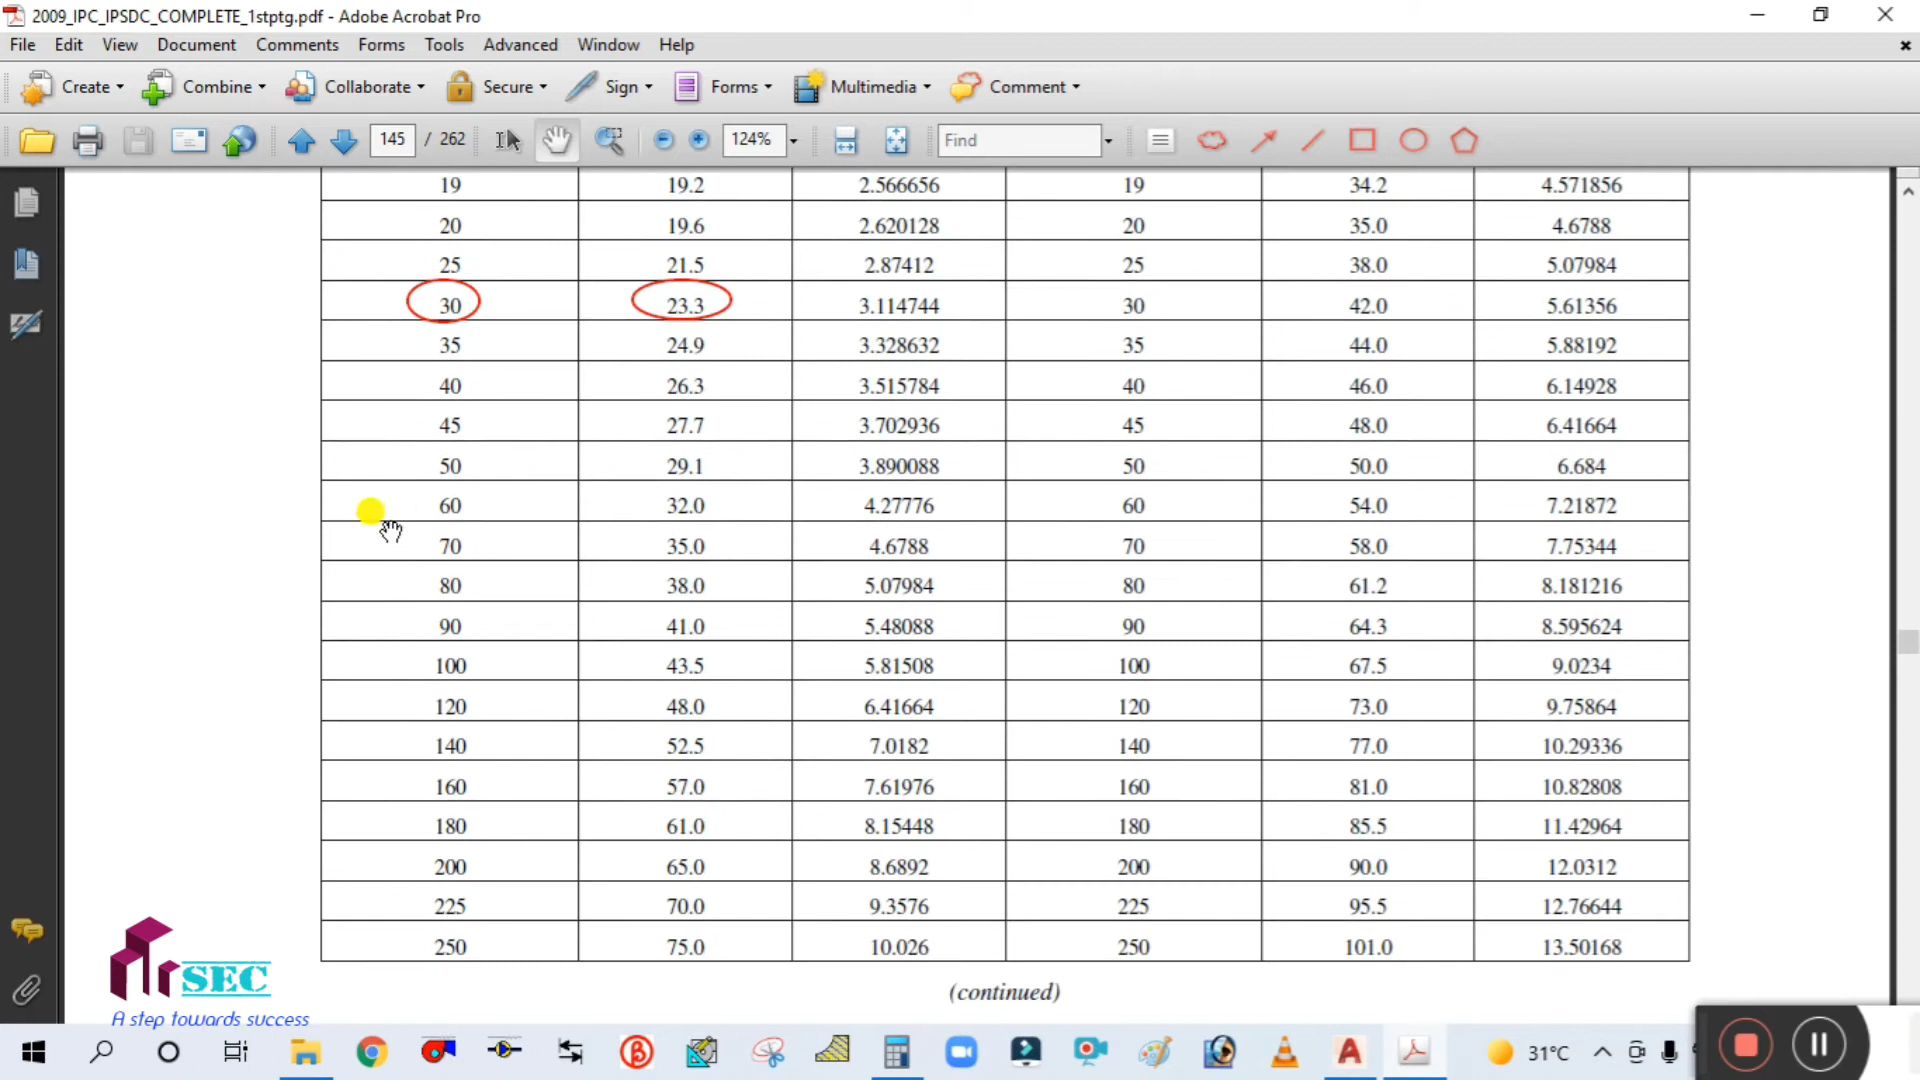 2009_IPC_IPSDC_COMPLETE_1stptg.pdf - Adobe Acrobat Pro
File Edit View Document Comments Forms Tools Advanced Window Help
Create Combine Collaborate Secure Sign Forms Multimedia Comment
145 / 262 124% Find
19 19.2 2.566656 19 34.2 4.571856
20 19.6 2.620128 20 35.0 4.6788
25 21.5 2.87412 25 38.0 5.07984
30 23.3 3.114744 30 42.0 5.61356
35 24.9 3.328632 35 44.0 5.88192
40 26.3 3.515784 40 46.0 6.14928
45 27.7 3.702936 45 48.0 6.41664
50 29.1 3.890088 50 50.0 6.684
60 32.0 4.27776 60 54.0 7.21872
70 35.0 4.6788 70 58.0 7.75344
80 38.0 5.07984 80 61.2 8.181216
90 41.0 5.48088 90 64.3 8.595624
100 43.5 5.81508 100 67.5 9.0234
120 48.0 6.41664 120 73.0 9.75864
140 52.5 7.0182 140 77.0 10.29336
160 57.0 7.61976 160 81.0 10.82808
180 61.0 8.15448 180 85.5 11.42964
200 65.0 8.6892 200 90.0 12.0312
225 70.0 9.3576 225 95.5 12.76644
250 75.0 10.026 250 101.0 13.50168
(continued)
SEC
A step towards success
31°C